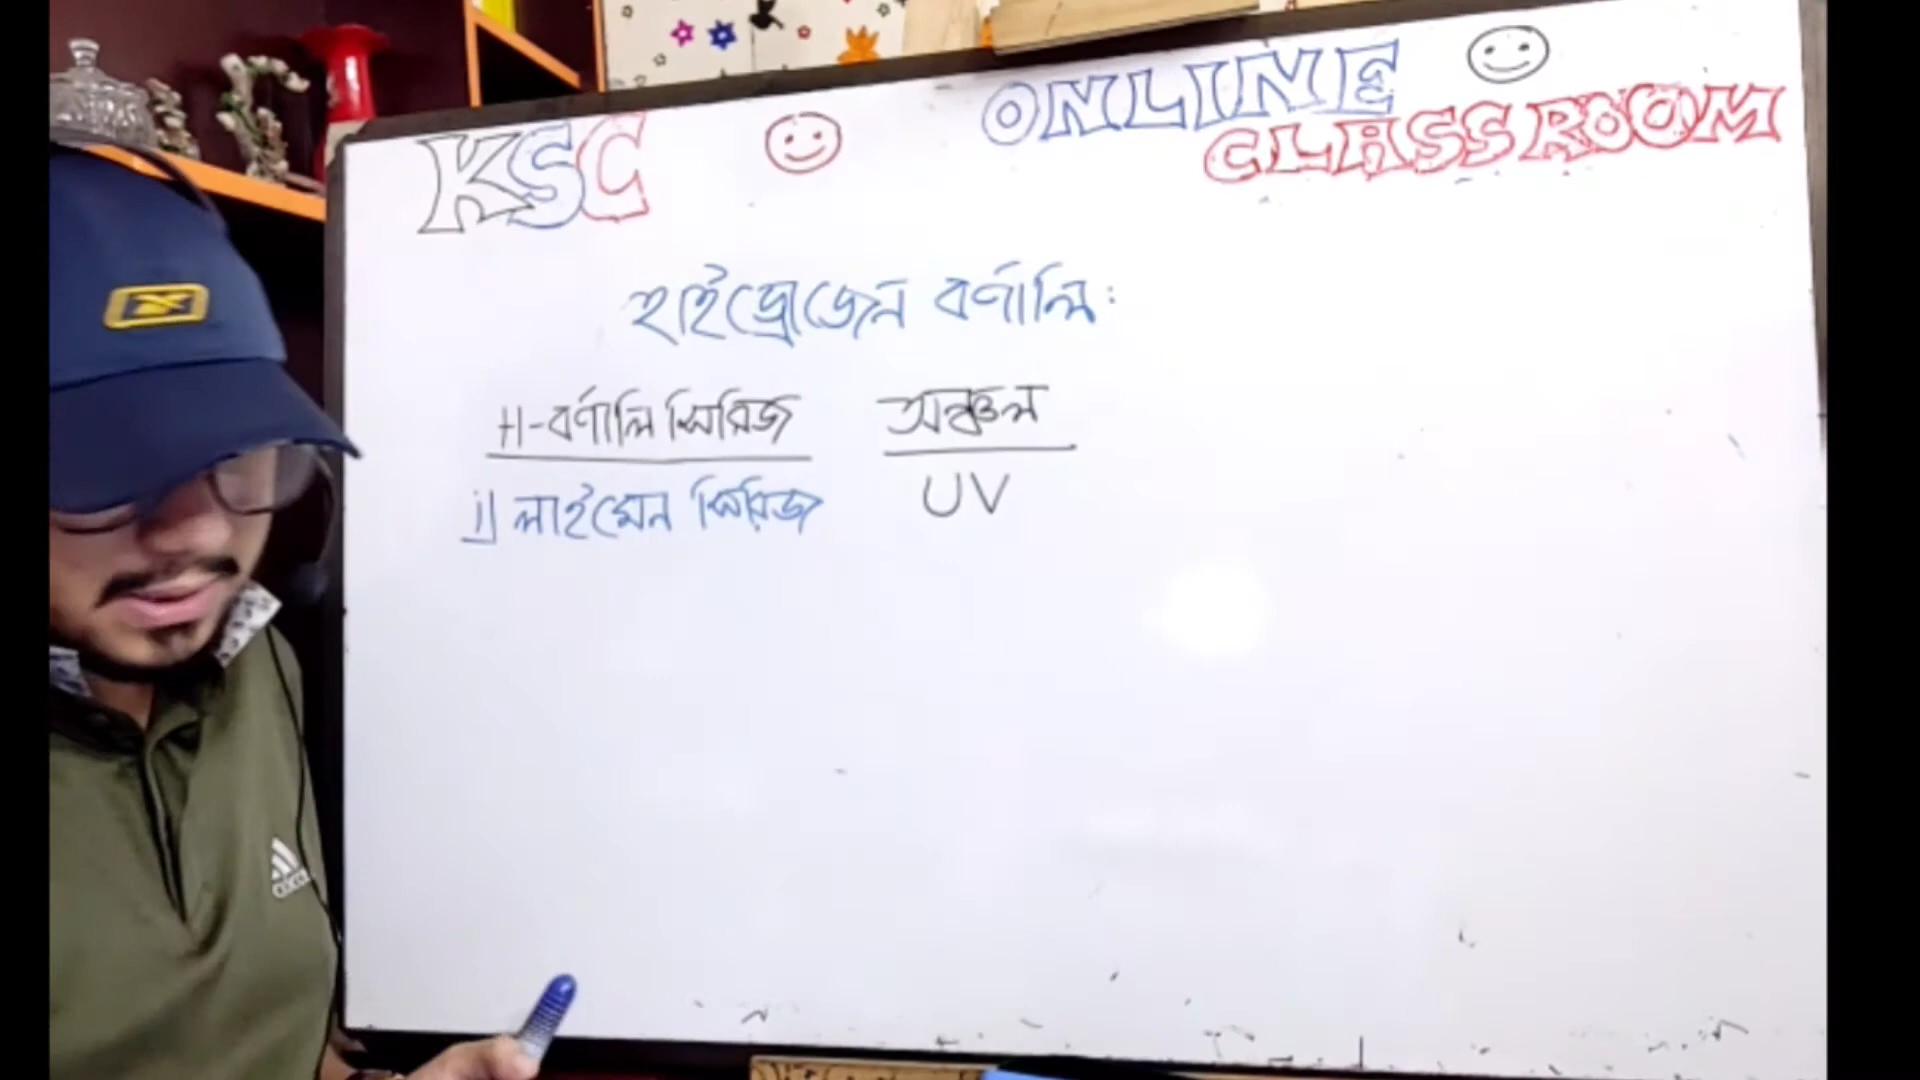 KSC
ONLINE
CLASSROOM
হাইড্রোজেন বর্ণালি:
H-বর্ণালি সিরিজ অঞ্চল
i) লাইমেন সিরিজ UV